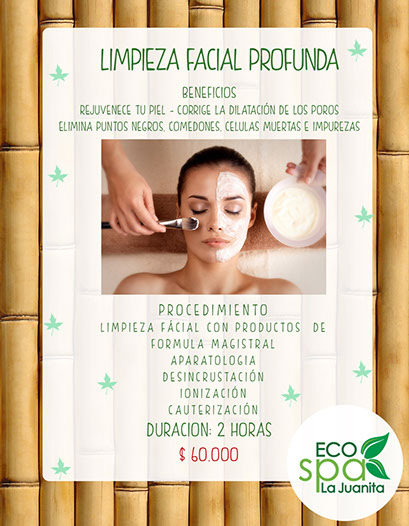 LIMPIEZA FACIAL PROFUNDA
BENEFICIOS
REJUVENECE TU PIEL - CORRIGE LA DILATACIÓN DE LOS POROS
ELIMINA PUNTOS NEGROS, COMEDONES, CELULAS MUERTAS E IMPUREZAS
PROCEDIMIENTO
LIMPIEZA FÁCIAL CON PRODUCTOS DE
FORMULA MAGISTRAL
APARATOLOGIA
DESINCRUSTACIÓN
IONIZACIÓN
CAUTERIZACIÓN
DURACION: 2 HORAS
$ 60.000
ECO
spa
La Juanita